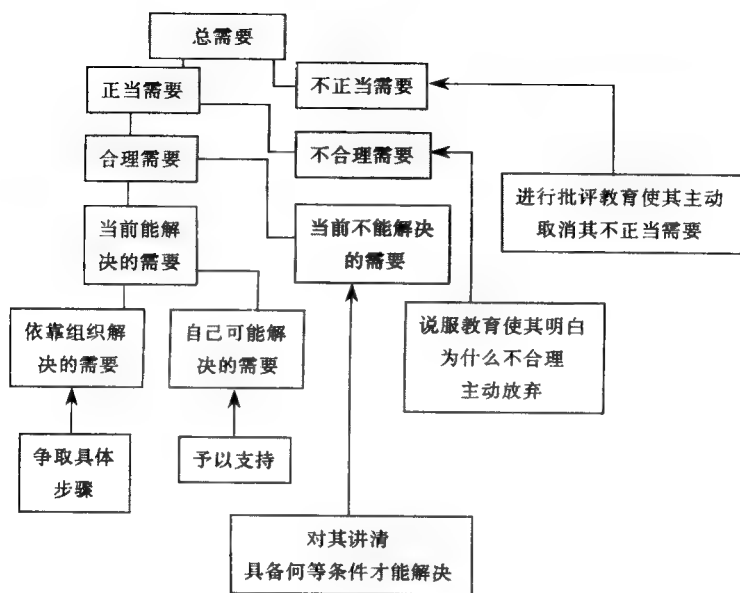 总需要
正当需要
不正当需要
合理需要
不合理需要
进行批评教育使其主动
取消其不正当需要
当前能解
决的需要
当前不能解决
的需要
依靠组织解
决的需要
自己可能解
决的需要
说服教育使其明白
为什么不合理
主动放弃
争取具体
步骤
予以支持
对其讲清
具备何等条件才能解决